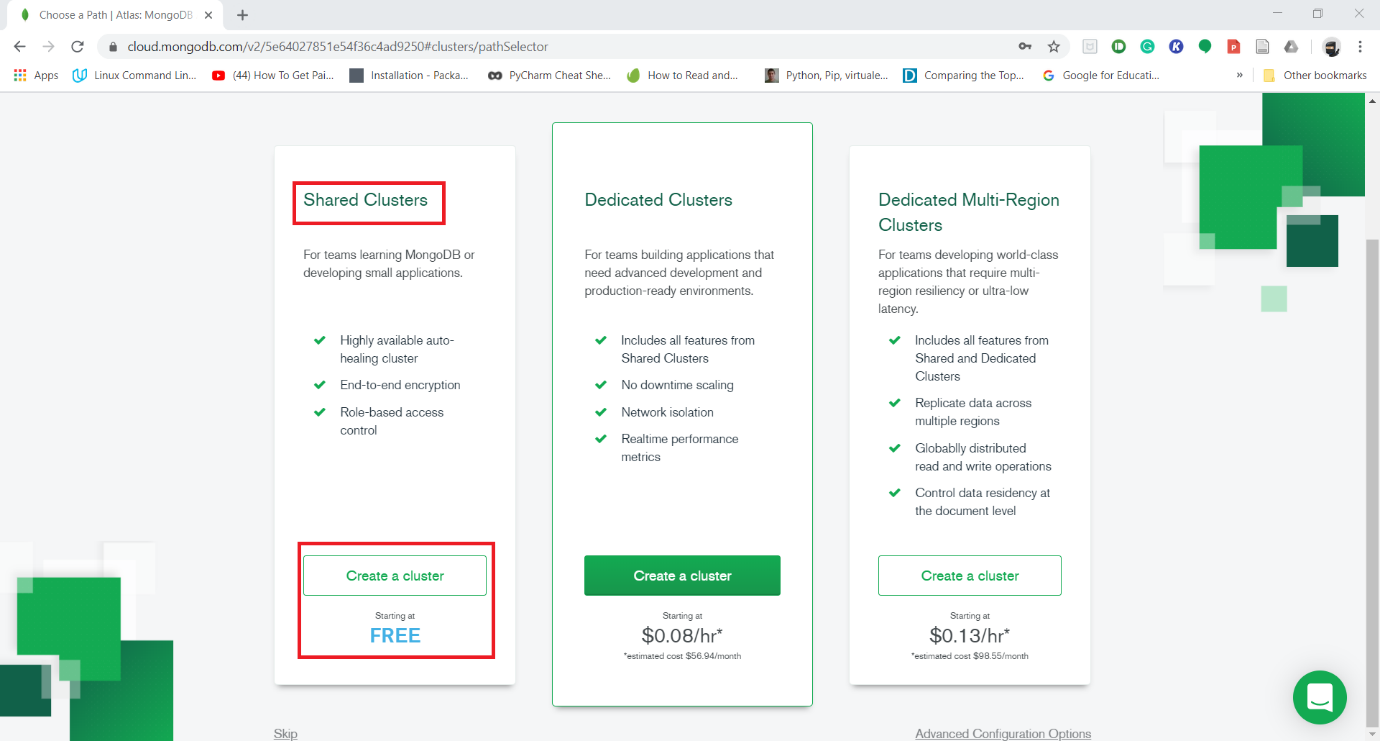 Choose a Path | Atlas: MongoDB
cloud.mongodb.com/v2/5e64027851e54f36c4ad9250#clusters/pathSelector
Apps
Linux Command Lin...
(44) How To Get Pai...
Installation - Packa...
PyCharm Cheat She...
How to Read and...
Python, Pip, virtuale...
Comparing the Top...
Google for Educati...
»
Other bookmarks
Shared Clusters
For teams learning MongoDB or
developing small applications.
Highly available auto-
healing cluster
End-to-end encryption
Role-based access
control
Create a cluster
Starting at
FREE
Dedicated Clusters
For teams building applications that
need advanced development and
production-ready environments.
Includes all features from
Shared Clusters
No downtime scaling
Network isolation
Realtime performance
metrics
Create a cluster
Starting at
$0.08/hr*
*estimated cost $56.94/month
Dedicated Multi-Region
Clusters
For teams developing world-class
applications that require multi-
region resiliency or ultra-low
latency.
Includes all features from
Shared and Dedicated
Clusters
Replicate data across
multiple regions
Globablly distributed
read and write operations
Control data residency at
the document level
Create a cluster
Starting at
$0.13/hr*
*estimated cost $98.55/month
Skip
Advanced Configuration Options